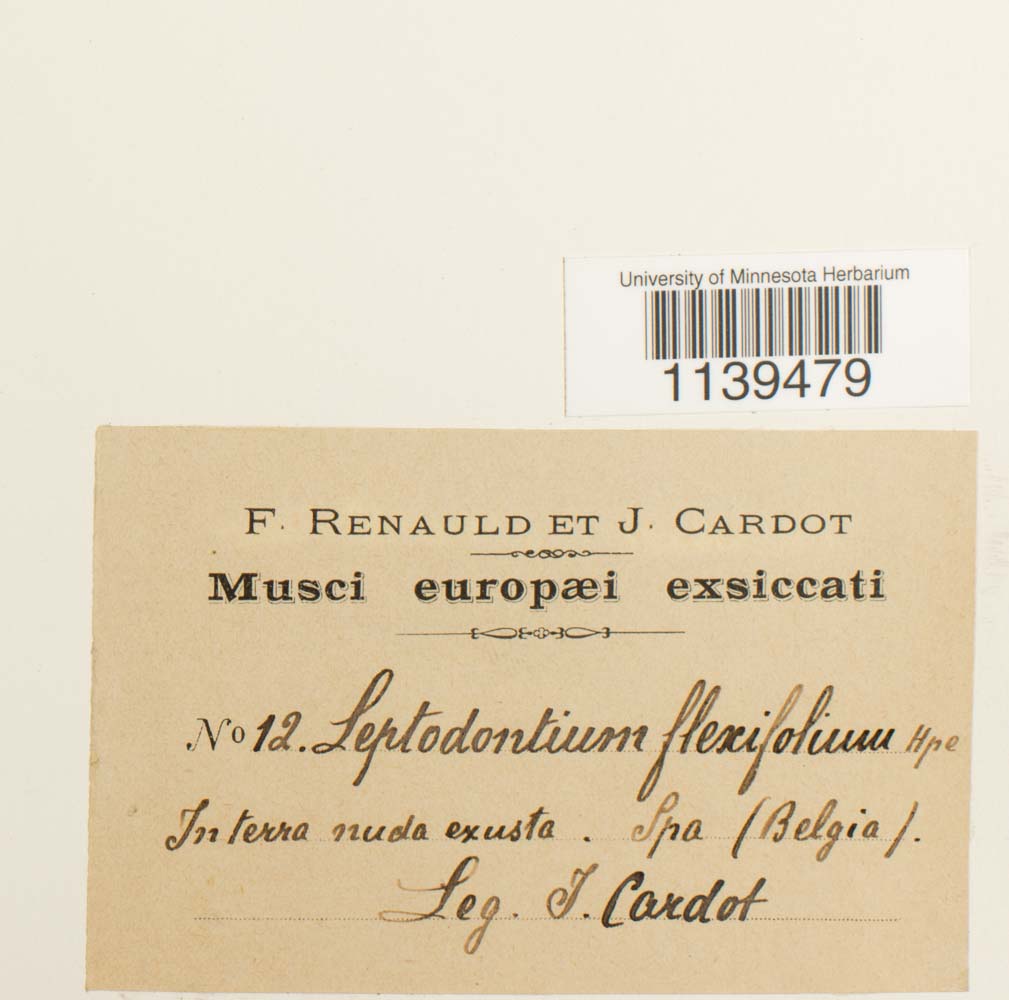 University of Minnesota Herbarium
1139479
F. RENAULD ET J. CARDOT
Musci europæi exsiccati
No 12. Leptodontium flexifolium Hpe
In terra nuda exusta. Spa (Belgia).
Leg. J. Cardot